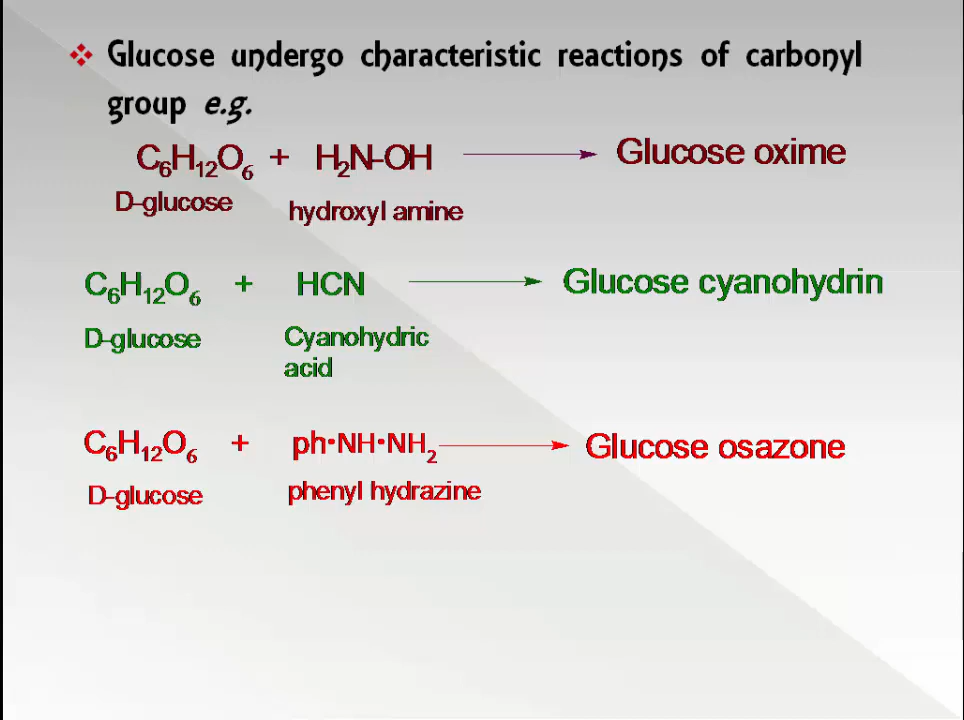 ❖ Glucose undergo characteristic reactions of carbonyl
group e.g.
C₆H₁₂O₆ + H₂N-OH ⟶ Glucose oxime
D-glucose hydroxyl amine
C₆H₁₂O₆ + HCN ⟶ Glucose cyanohydrin
D-glucose Cyanohydric
acid
C₆H₁₂O₆ + ph·NH·NH₂ ⟶ Glucose osazone
D-glucose phenyl hydrazine